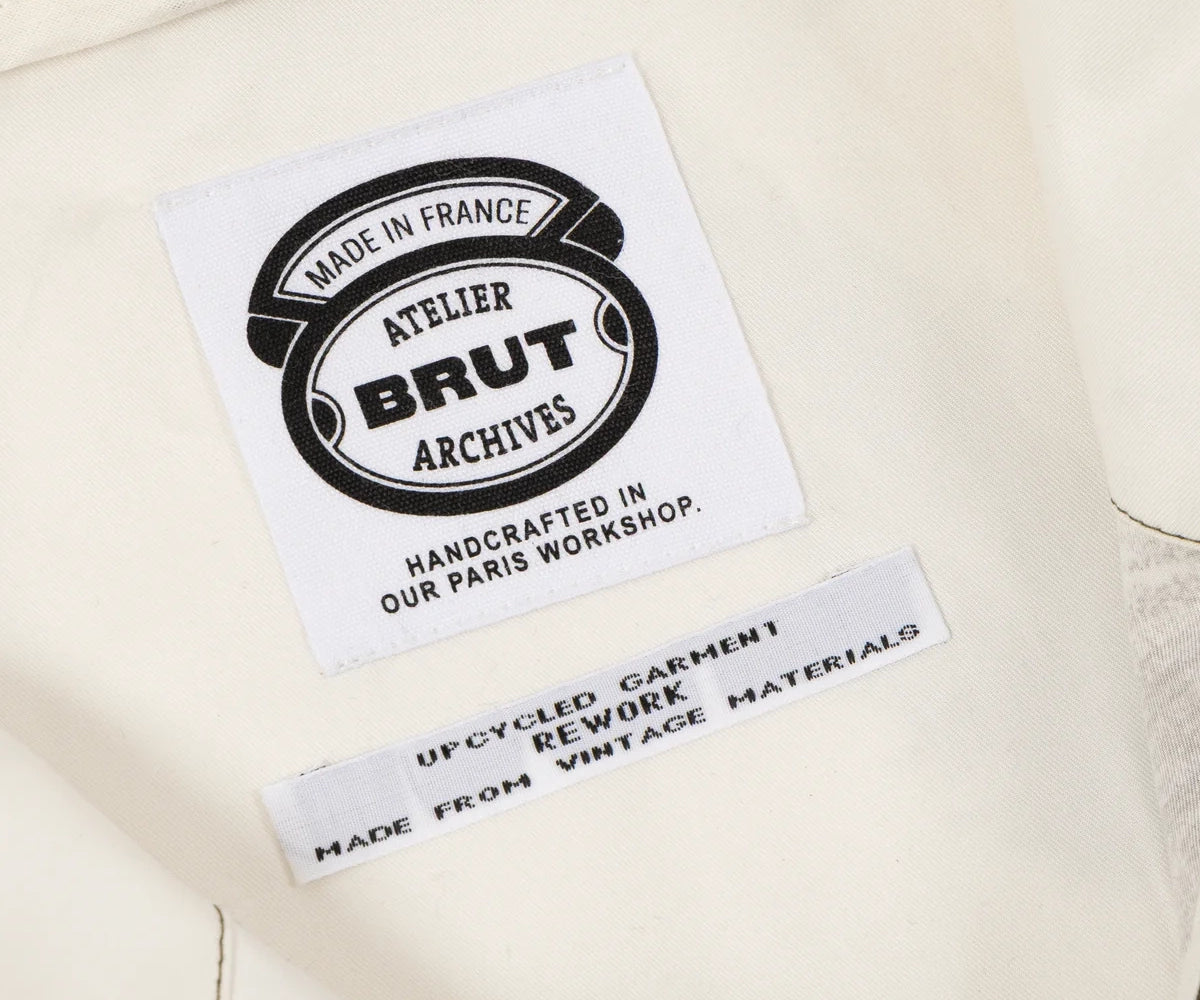 MADE IN FRANCE
ATELIER
BRUT
ARCHIVES
HANDCRAFTED IN
OUR PARIS WORKSHOP.
UPCYCLED GARMENT
REWORK
MADE FROM VINTAGE MATERIALS